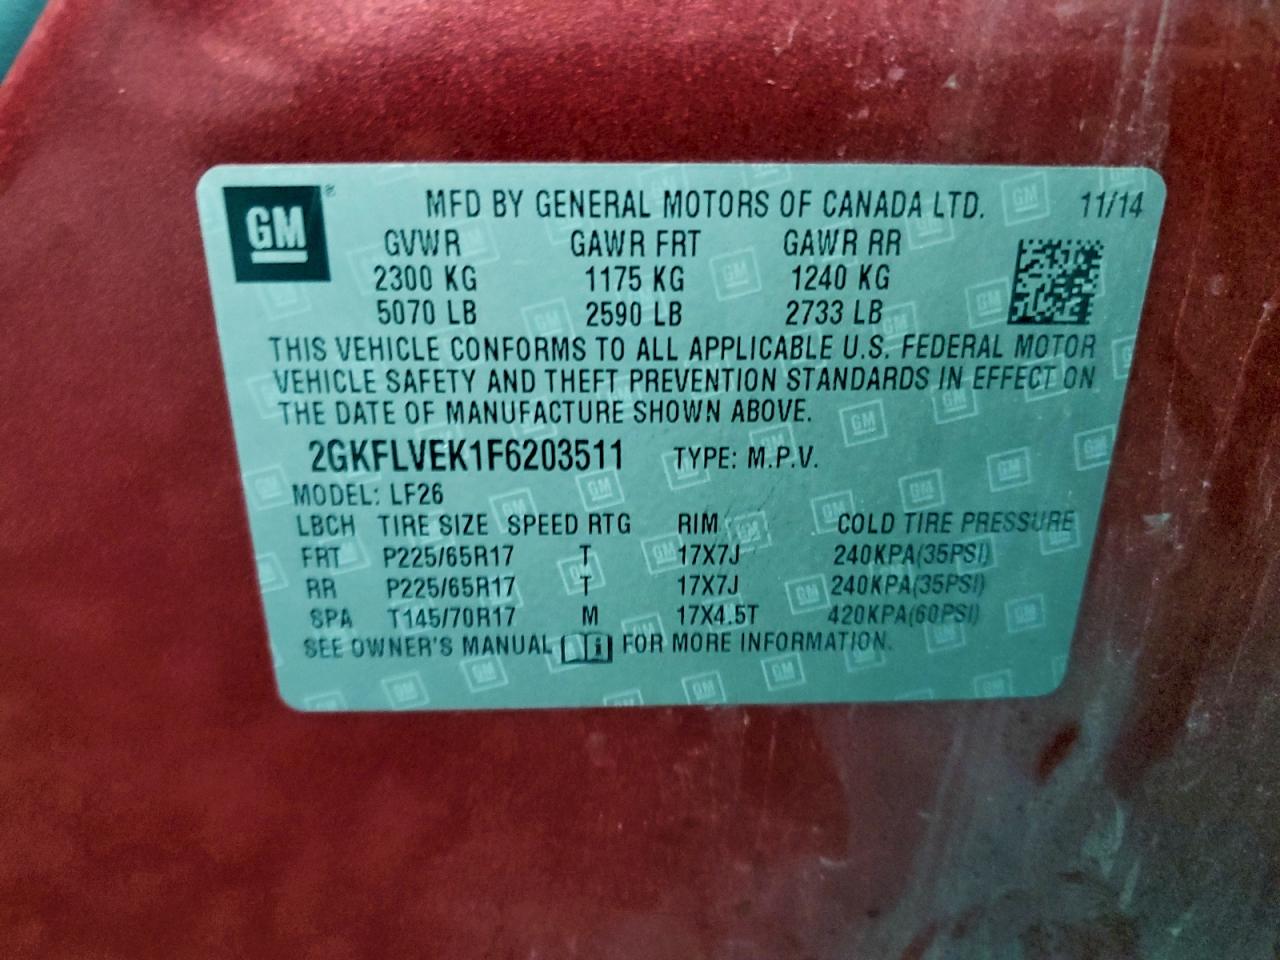 GM® MFD BY GENERAL MOTORS OF CANADA LTD. 11/14
GVWR GAWR FRT GAWR RR
2300 KG 1175 KG 1240 KG
5070 LB 2590 LB 2733 LB
THIS VEHICLE CONFORMS TO ALL APPLICABLE U.S. FEDERAL MOTOR
VEHICLE SAFETY AND THEFT PREVENTION STANDARDS IN EFFECT ON
THE DATE OF MANUFACTURE SHOWN ABOVE.
2GKFLVEK1F6203511 TYPE: M.P.V.
MODEL: LF26
LBCH TIRE SIZE SPEED RTG RIM COLD TIRE PRESSURE
FRT P225/65R17 T 17X7J 240KPA(35PSI)
RR P225/65R17 T 17X7J 240KPA(35PSI)
SPA T145/70R17 M 17X4.5T 420KPA(60PSI)
SEE OWNER'S MANUAL FOR MORE INFORMATION.